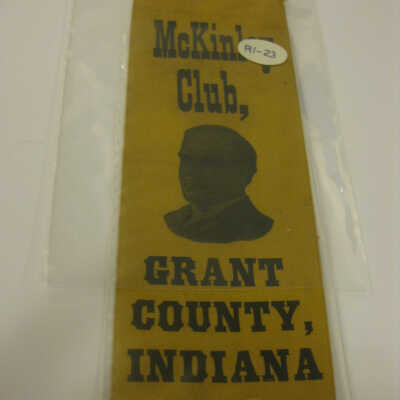 McKinley
91-23
Club,
GRANT
COUNTY,
INDIANA